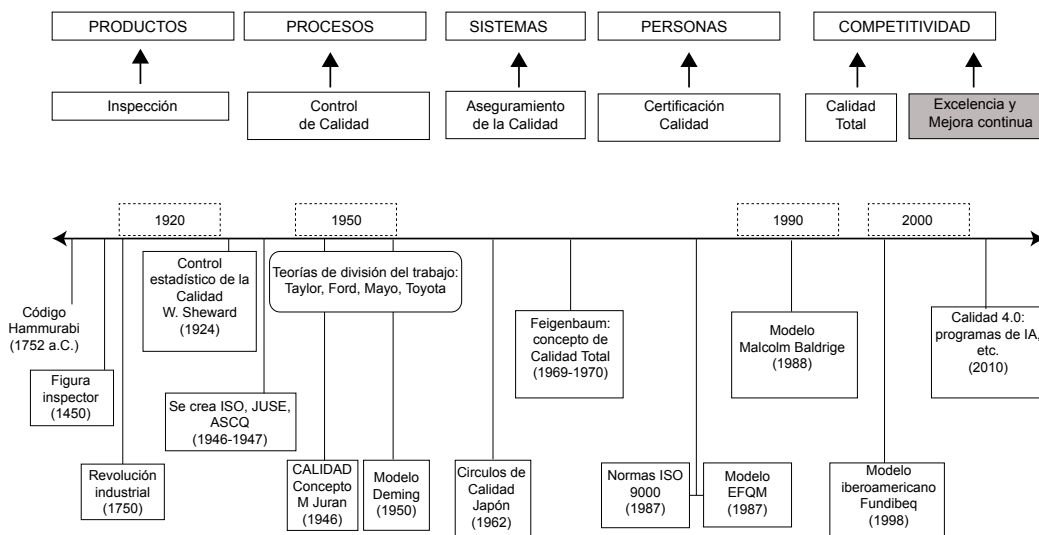 PRODUCTOS
PROCESOS
SISTEMAS
PERSONAS
COMPETITIVIDAD
Inspección
Control
de Calidad
Aseguramiento
de la Calidad
Certificación
Calidad
Calidad
Total
Excelencia y
Mejora continua
1920
1950
1990
2000
Código
Hammurabi
(1752 a.C.)
Figura
inspector
(1450)
Revolución
industrial
(1750)
Control
estadístico de la
Calidad
W. Sheward
(1924)
Se crea ISO, JUSE,
ASCQ
(1946-1947)
Teorías de división del trabajo:
Taylor, Ford, Mayo, Toyota
CALIDAD
Concepto
M Juran
(1946)
Modelo
Deming
(1950)
Circulos de
Calidad
Japón
(1962)
Feigenbaum:
concepto de
Calidad Total
(1969-1970)
Normas ISO
9000
(1987)
Modelo
EFQM
(1987)
Modelo
Malcolm Baldrige
(1988)
Modelo
iberoamericano
Fundibeq
(1998)
Calidad 4.0:
programas de IA,
etc.
(2010)